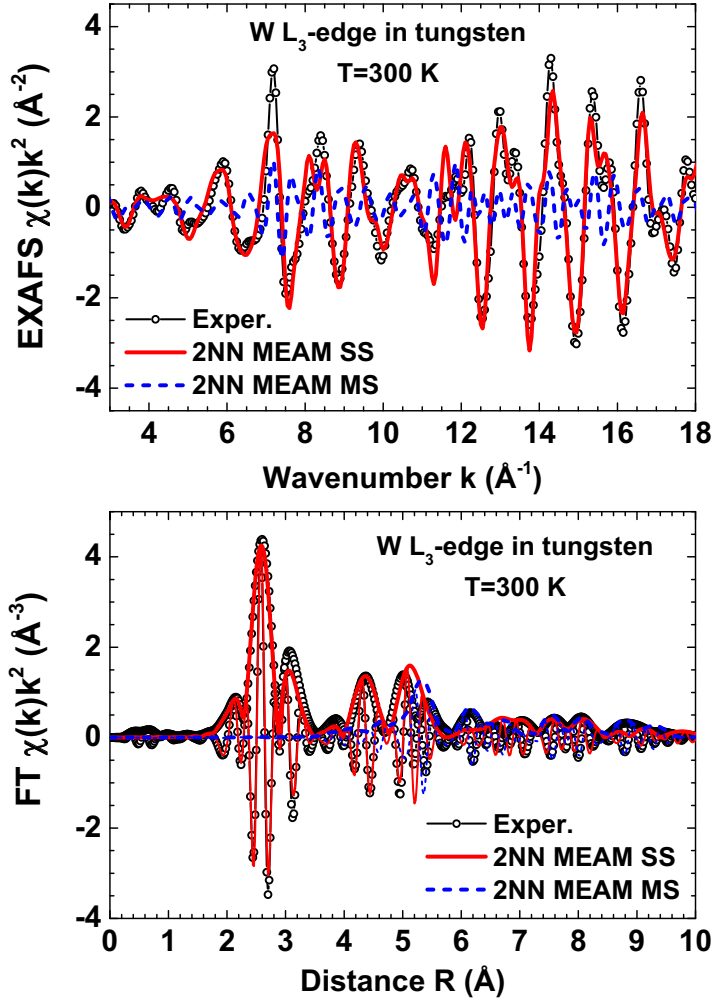 W L₃-edge in tungsten
T=300 K
EXAFS χ(k)k² (Å⁻²)
4
2
0
-2
-4
Exper.
2NN MEAM SS
2NN MEAM MS
4 6 8 10 12 14 16 18
Wavenumber k (Å⁻¹)
W L₃-edge in tungsten
T=300 K
FT χ(k)k² (Å⁻³)
4
2
0
-2
-4
Exper.
2NN MEAM SS
2NN MEAM MS
0 1 2 3 4 5 6 7 8 9 10
Distance R (Å)